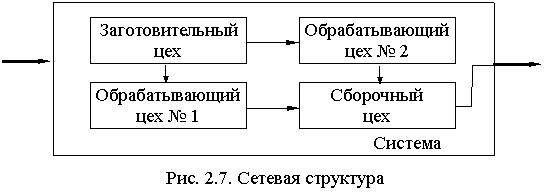 Заготовительный
цех
Обрабатывающий
цех № 2
Обрабатывающий
цех № 1
Сборочный
цех
Система
Рис. 2.7. Сетевая структура